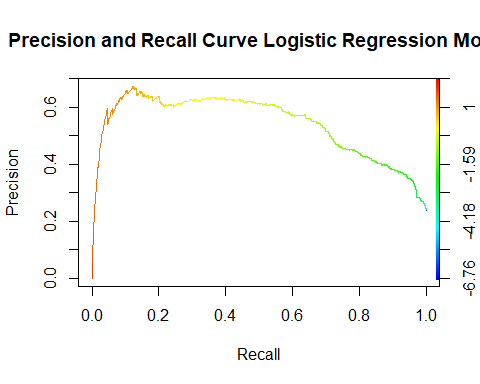 Precision and Recall Curve Logistic Regression Mo
Precision
0.0 0.2 0.4 0.6
-6.76 -4.18 -1.59 1
0.0 0.2 0.4 0.6 0.8 1.0
Recall